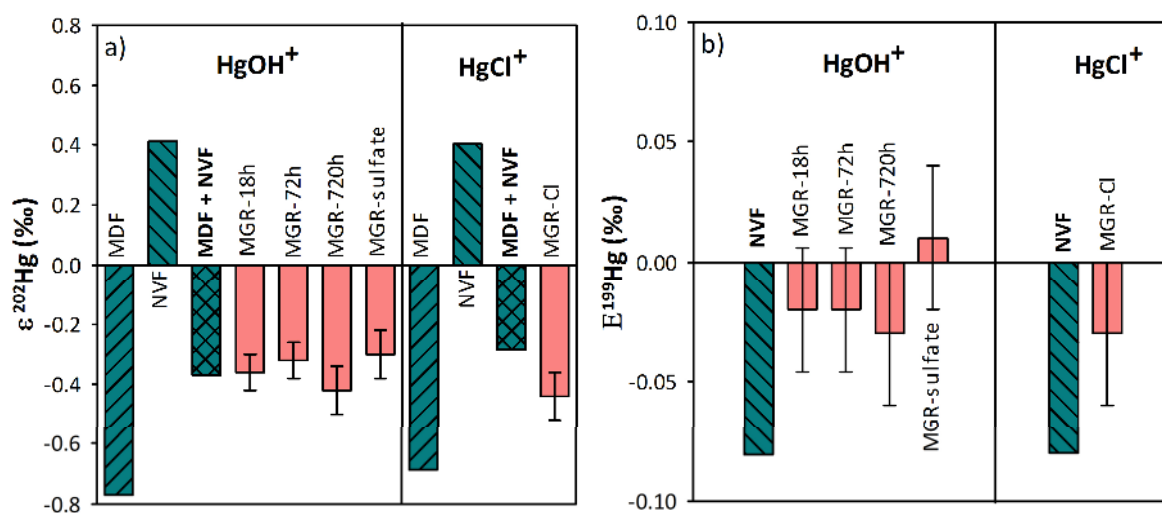 a)
HgOH⁺
HgCl⁺
ε ²⁰²Hg (‰)
0.8
0.6
0.4
0.2
0.0
-0.2
-0.4
-0.6
-0.8
MDF
NVF
MDF + NVF
MGR-18h
MGR-72h
MGR-720h
MGR-sulfate
MDF
NVF
MDF + NVF
MGR-Cl
b)
HgOH⁺
HgCl⁺
E¹⁹⁹Hg (‰)
0.10
0.05
0.00
-0.05
-0.10
NVF
MGR-18h
MGR-72h
MGR-720h
MGR-sulfate
NVF
MGR-Cl